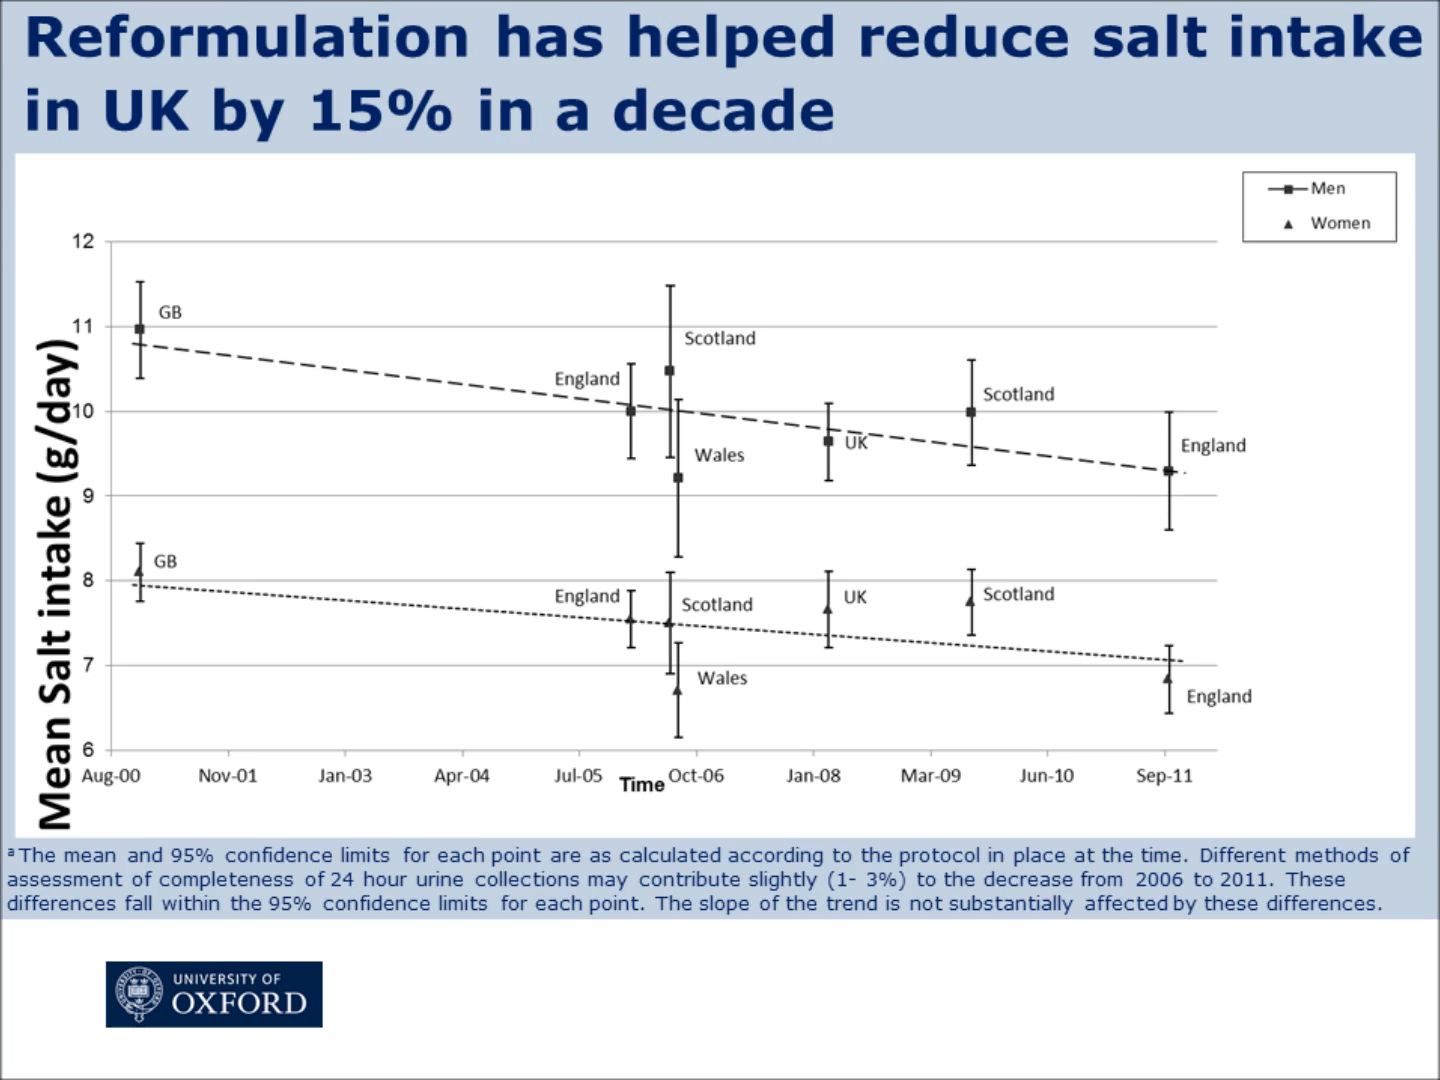 Reformulation has helped reduce salt intake
in UK by 15% in a decade
Men
Women
Mean Salt intake (g/day)
12
11
10
9
8
7
6
GB
England
Scotland
Wales
UK
Scotland
England
GB
England
Scotland
Wales
UK
Scotland
England
Aug-00 Nov-01 Jan-03 Apr-04 Jul-05 Oct-06 Jan-08 Mar-09 Jun-10 Sep-11
Time
ª The mean and 95% confidence limits for each point are as calculated according to the protocol in place at the time. Different methods of
assessment of completeness of 24 hour urine collections may contribute slightly (1- 3%) to the decrease from 2006 to 2011. These
differences fall within the 95% confidence limits for each point. The slope of the trend is not substantially affected by these differences.
UNIVERSITY OF
OXFORD